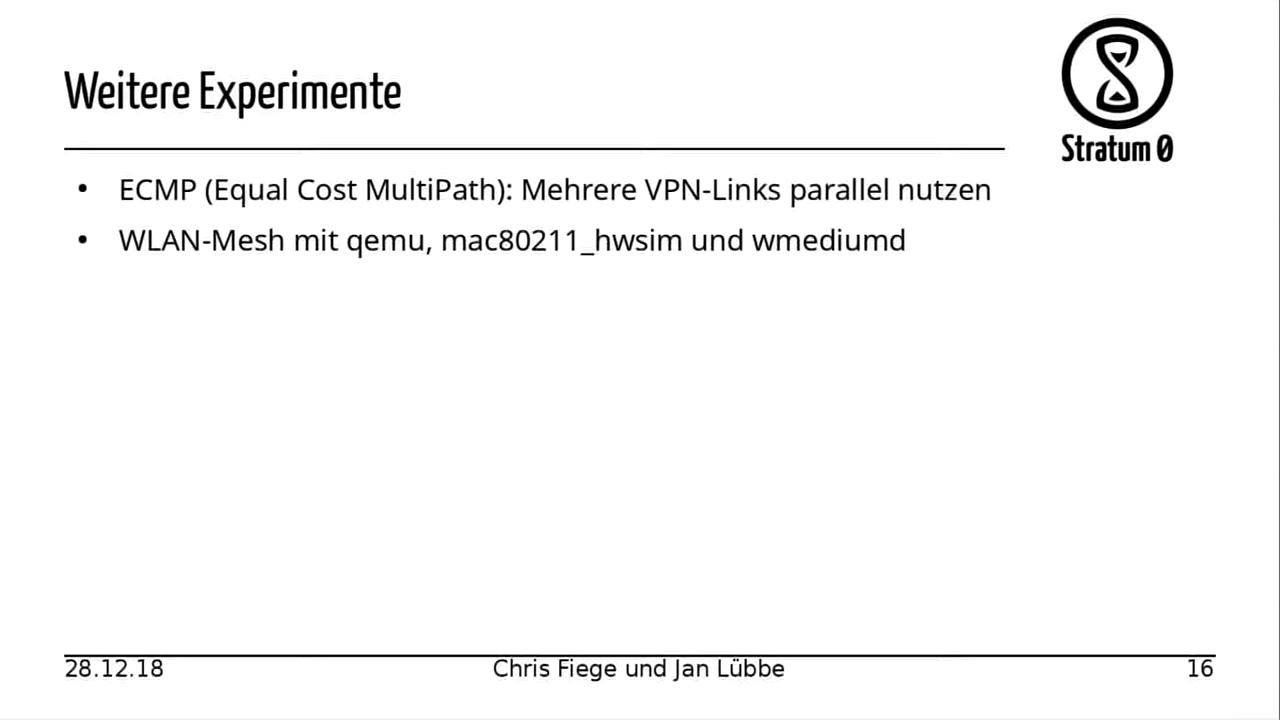 Weitere Experimente
Stratum 0
• ECMP (Equal Cost MultiPath): Mehrere VPN-Links parallel nutzen
• WLAN-Mesh mit qemu, mac80211_hwsim und wmediumd
28.12.18
Chris Fiege und Jan Lübbe
16